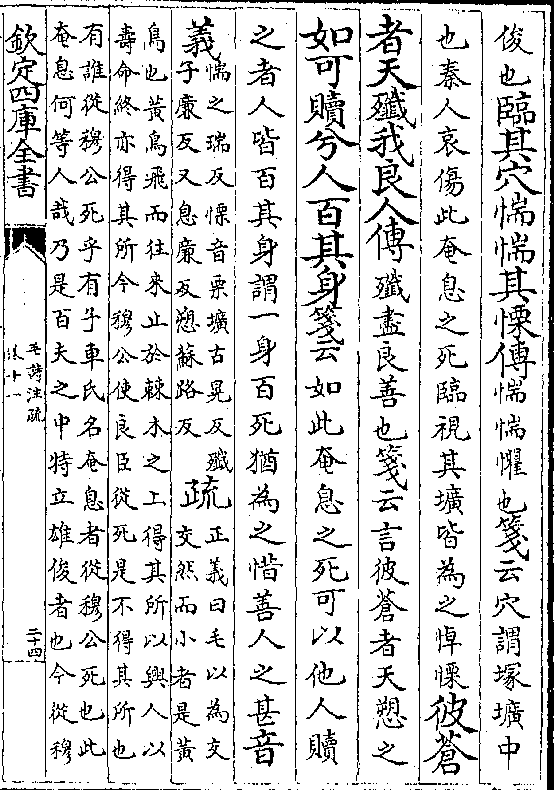 俊也臨其穴惴惴其慄傳惴惴懼也箋云穴謂塚壙中
也秦人哀傷此奄息之死臨視其壙皆為之悼慄彼蒼
者天殲我良人傳殲盡良善也箋云言彼蒼者天愬之
如可贖兮人百其身箋云如此奄息之死可以他人贖
之者人皆百其身謂一身百死猶為之惜善人之甚音
義惴之瑞反慄音栗壙古晃反殲
子廉反又息廉反愬蘇路反
疏正義曰毛以為交
交然而小者是黃
鳥也黃鳥飛而往來止於棘木之上得其所以興人以
壽命終亦得其所今穆公使良臣從死是不得其所也
有誰從穆公死乎有子車氏名奄息者從穆公死也此
奄息何等人哉乃是百夫之中特立雄俊者也今從穆
欽定四庫全書
毛詩注疏
卷十一
二十四